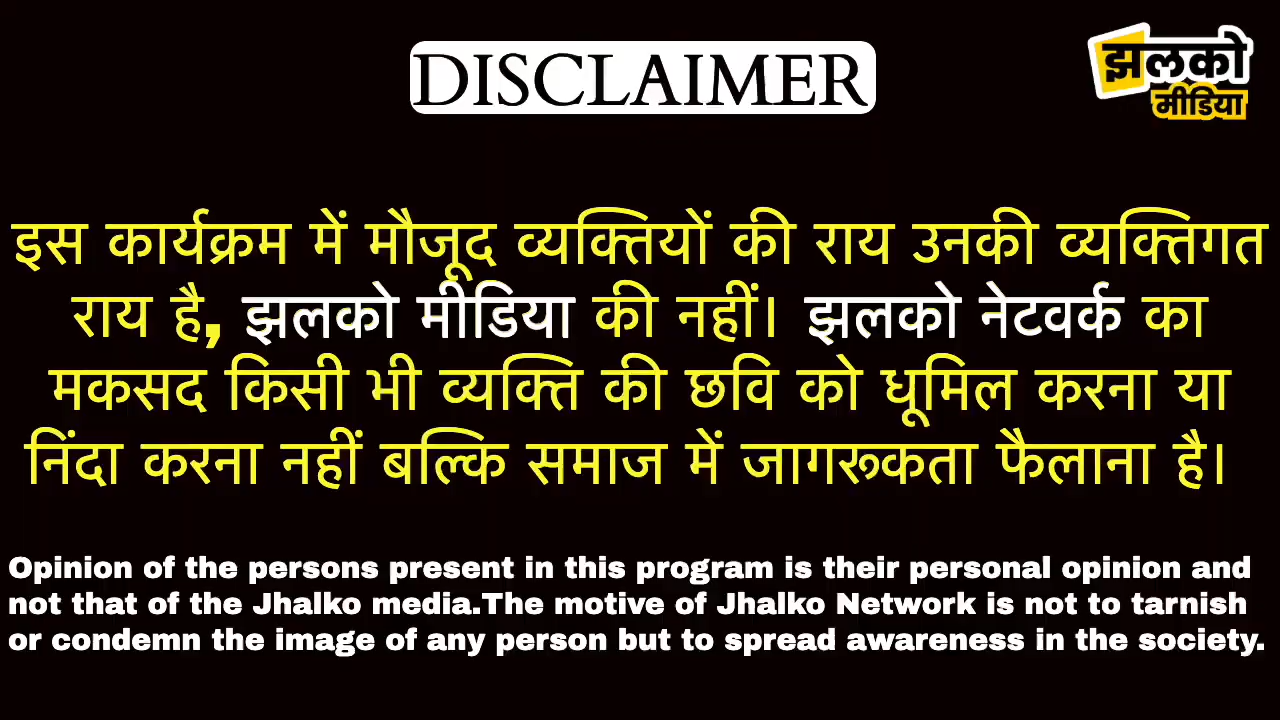 DISCLAIMER
झलको
मीडिया
इस कार्यक्रम में मौजूद व्यक्तियों की राय उनकी व्यक्तिगत
राय है, झलको मीडिया की नहीं। झलको नेटवर्क का
मकसद किसी भी व्यक्ति की छवि को धूमिल करना या
निंदा करना नहीं बल्कि समाज में जागरूकता फैलाना है।
Opinion of the persons present in this program is their personal opinion and
not that of the Jhalko media.The motive of Jhalko Network is not to tarnish
or condemn the image of any person but to spread awareness in the society.